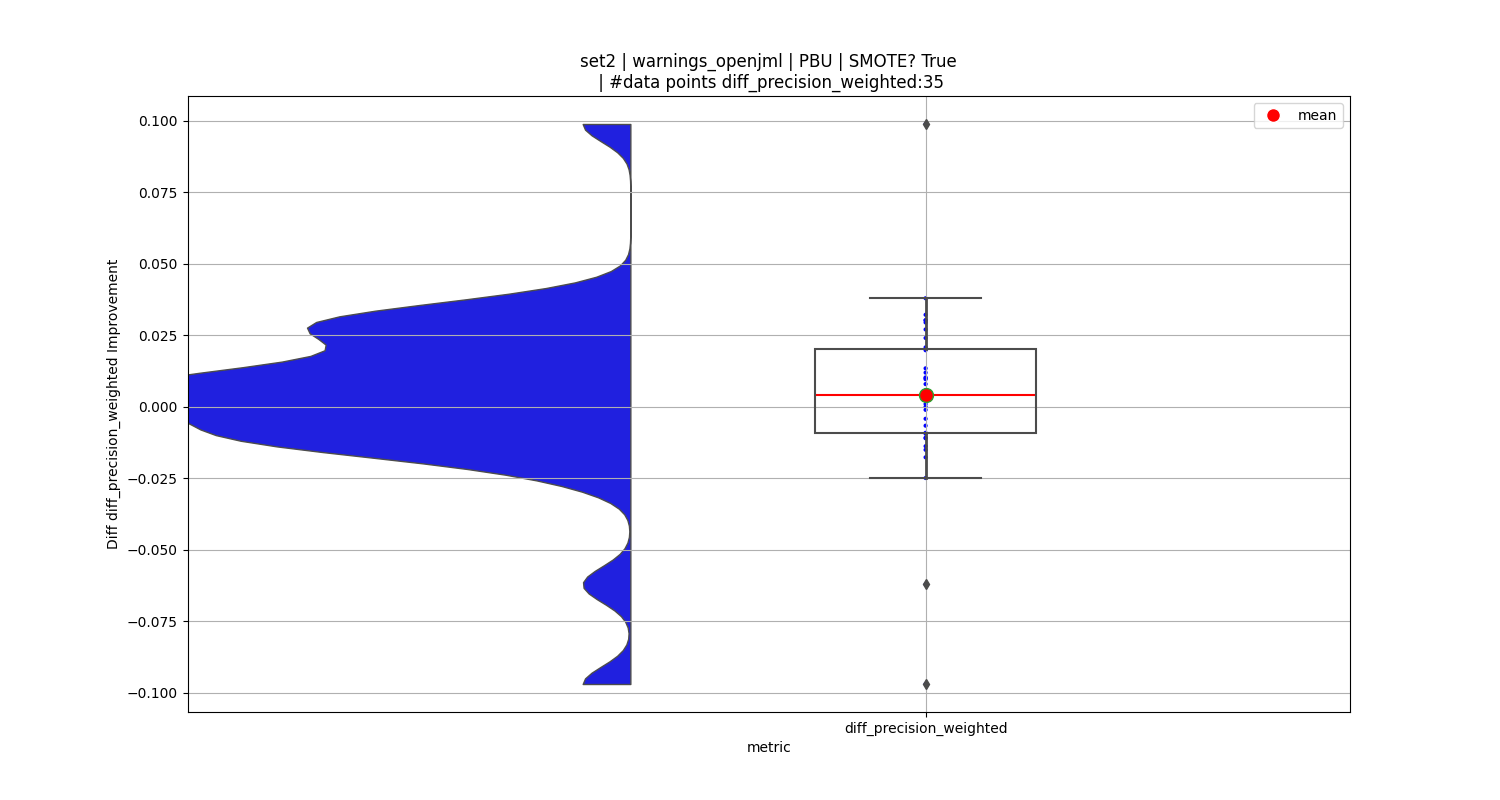 set2 | warnings_openjml | PBU | SMOTE? True
| #data points diff_precision_weighted:35
mean
0.100
0.075
0.050
0.025
0.000
−0.025
−0.050
−0.075
−0.100
Diff diff_precision_weighted Improvement
diff_precision_weighted
metric